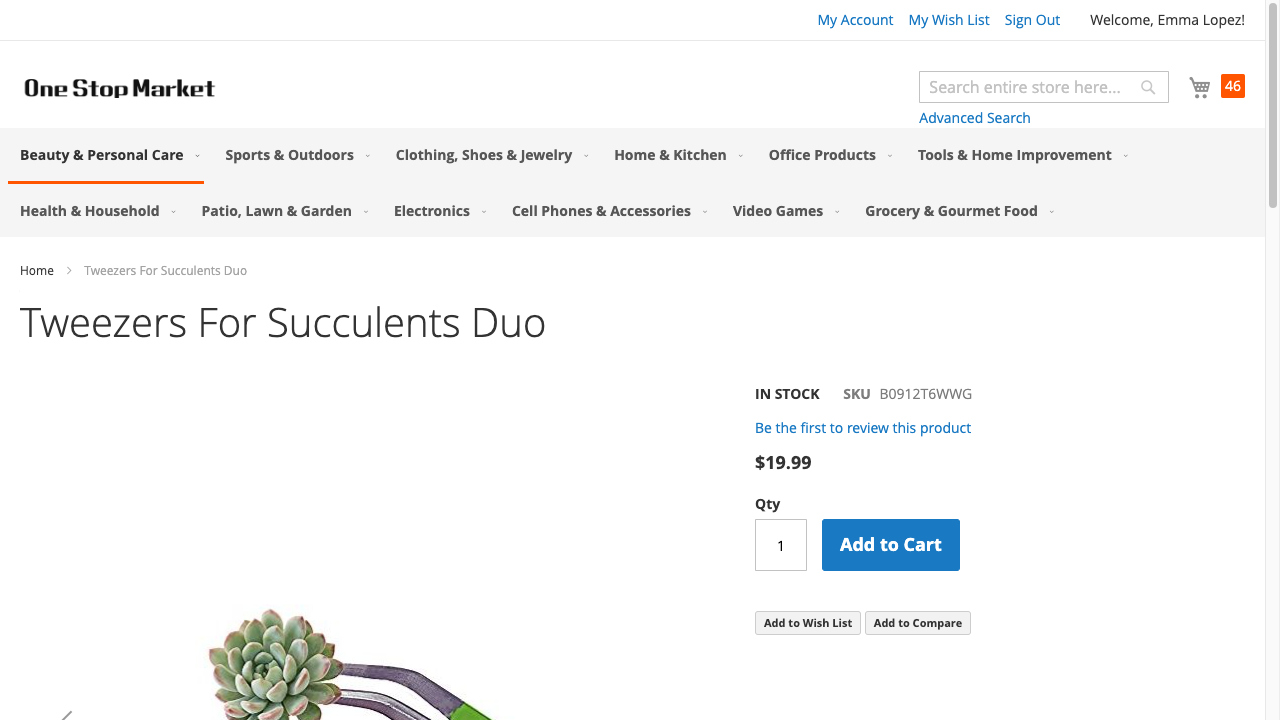 My Account My Wish List Sign Out Welcome, Emma Lopez!
One Stop Market
Search entire store here... 46
Advanced Search
Beauty & Personal Care Sports & Outdoors Clothing, Shoes & Jewelry Home & Kitchen Office Products Tools & Home Improvement
Health & Household Patio, Lawn & Garden Electronics Cell Phones & Accessories Video Games Grocery & Gourmet Food
Home Tweezers For Succulents Duo
Tweezers For Succulents Duo
IN STOCK SKU B0912T6WWG
Be the first to review this product
$19.99
Qty
1 Add to Cart
Add to Wish List Add to Compare